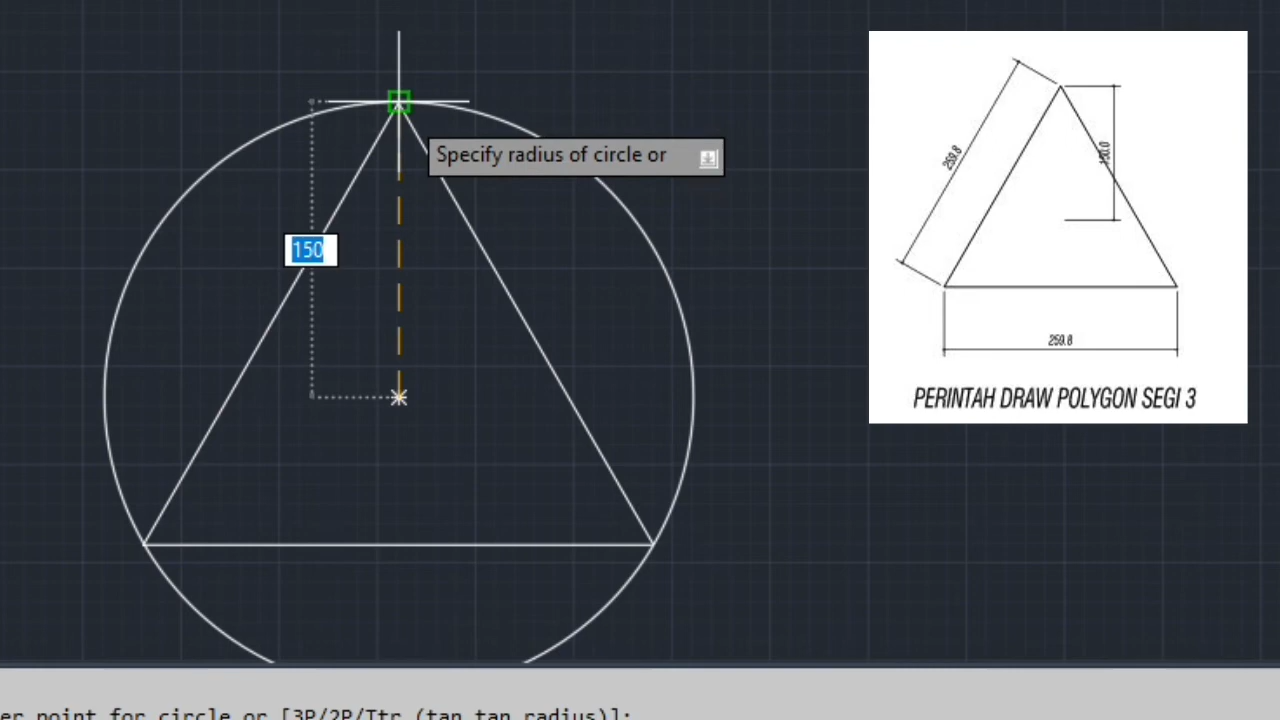 Specify radius of circle or
150
259.8
150.0
259.8
PERINTAH DRAW POLYGON SEGI 3
er point for circle or [3P/2P/Ttr (tan tan radius)]: